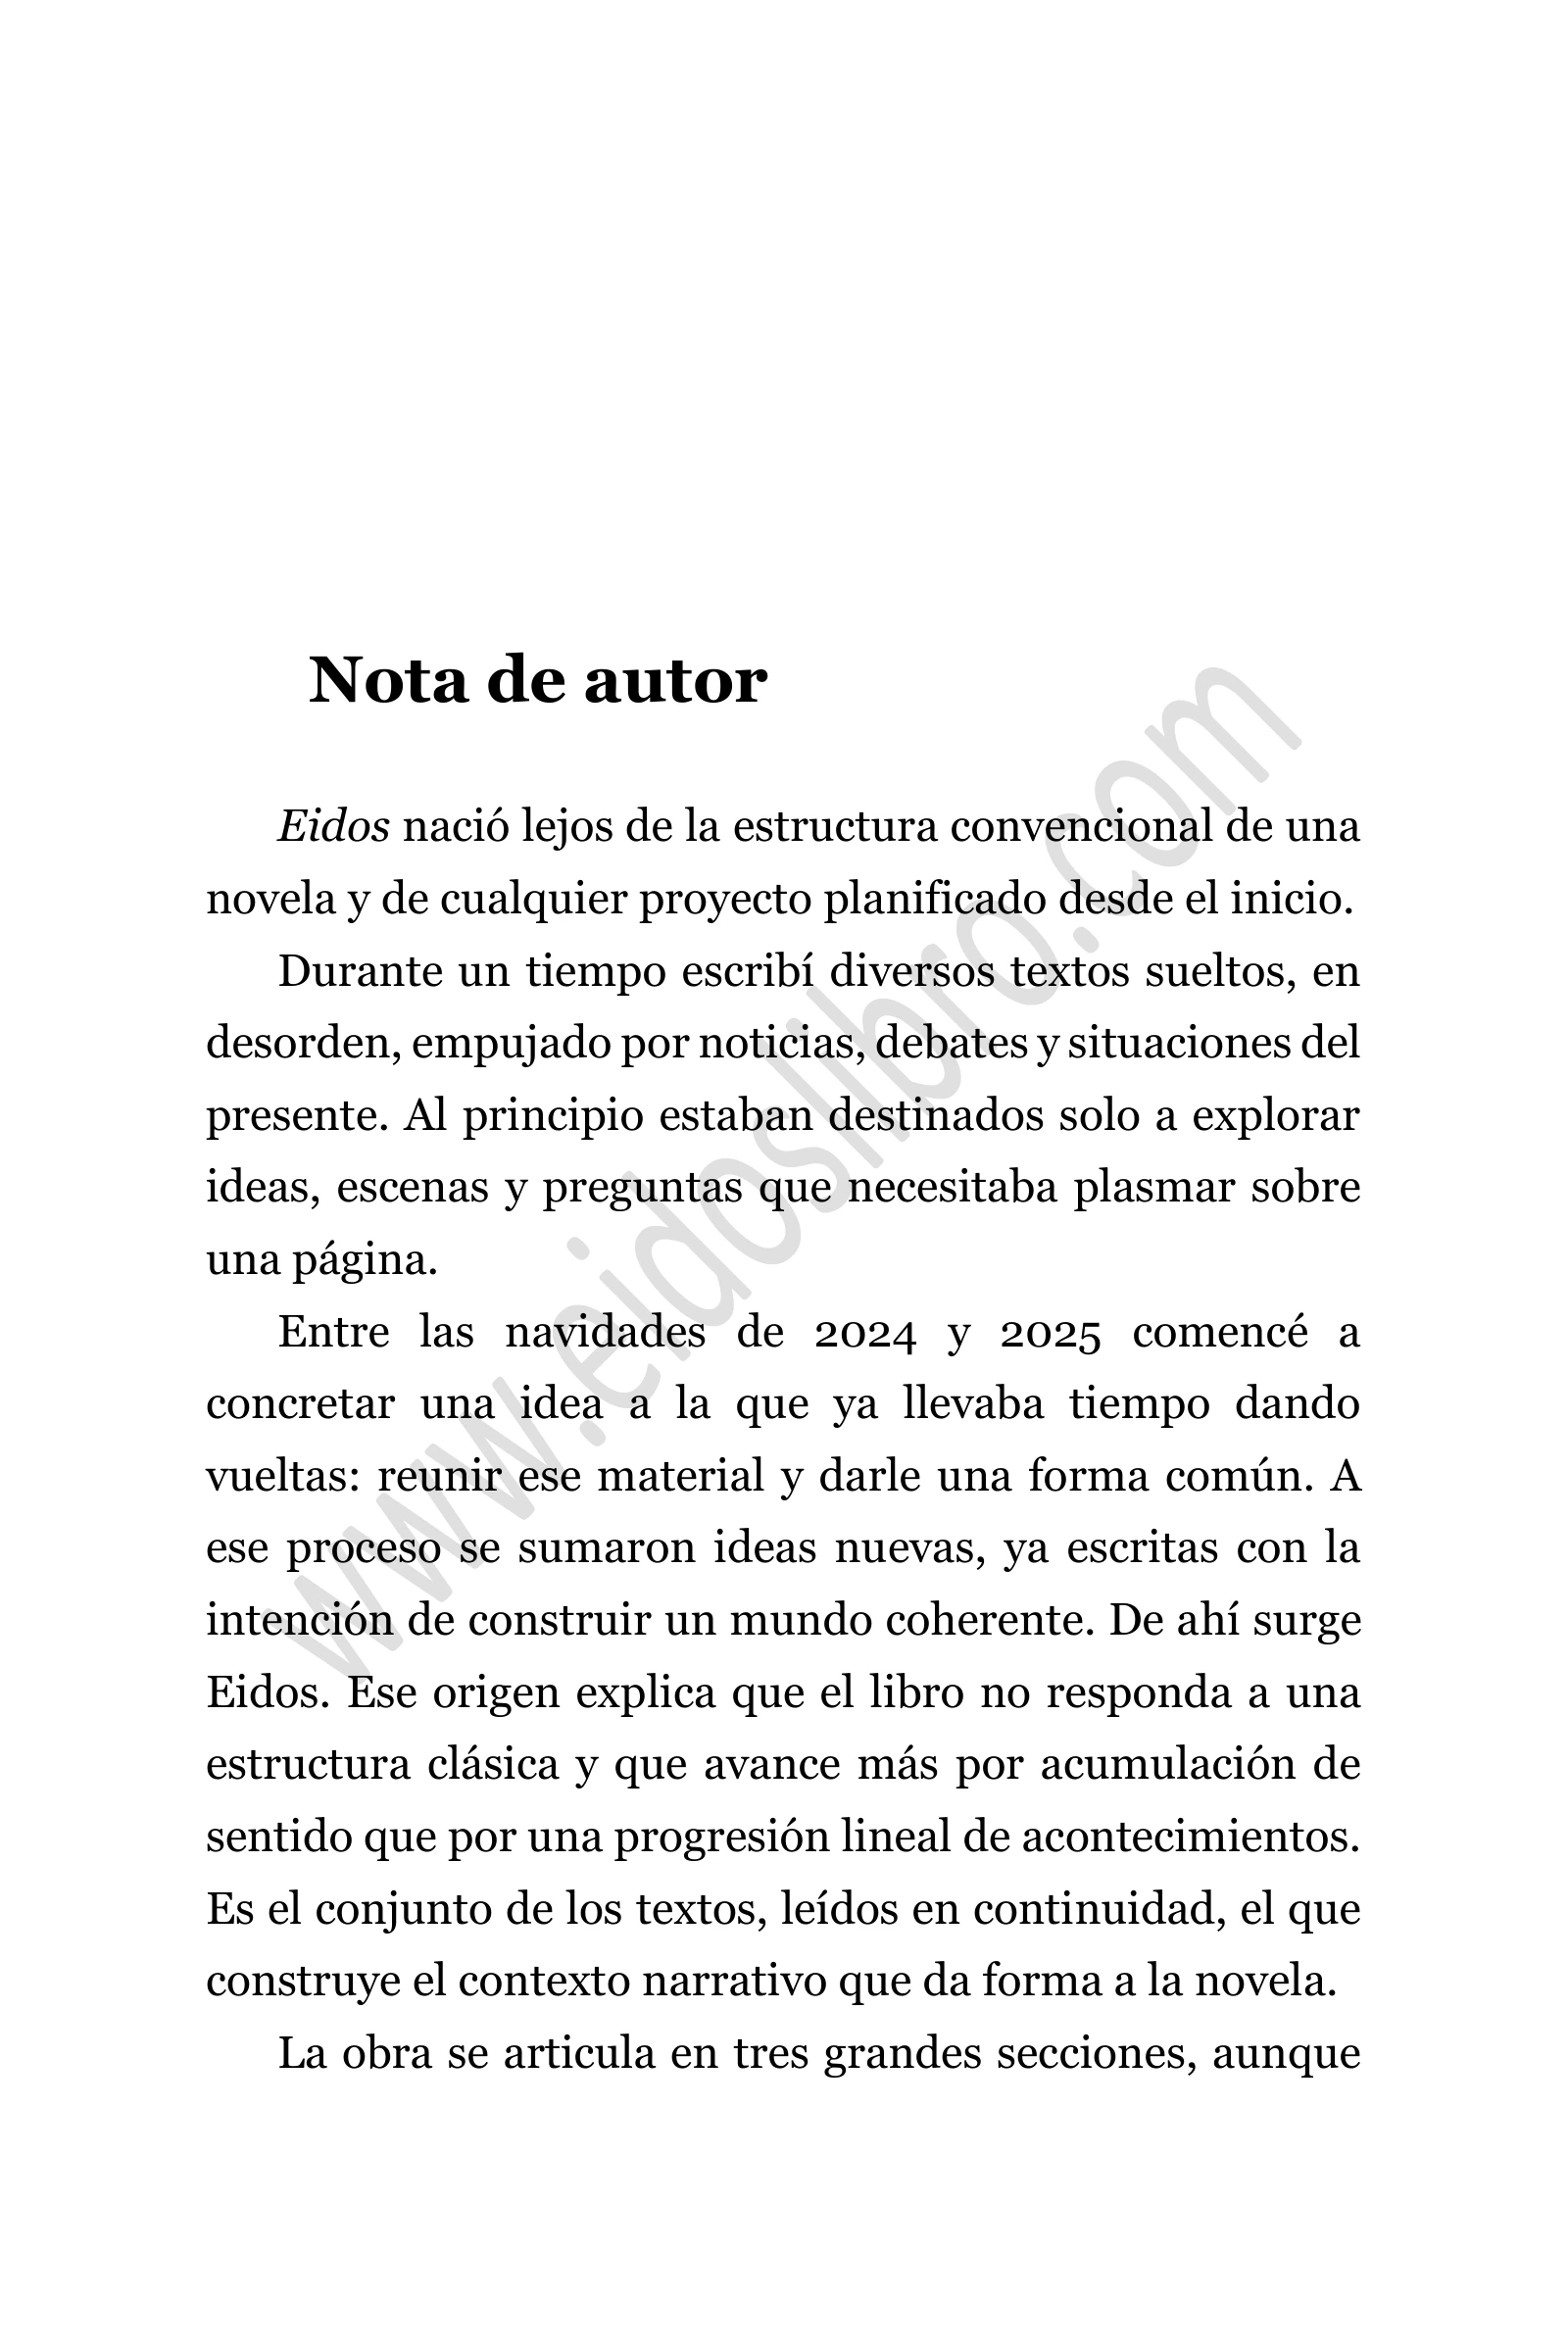 Nota de autor
Eidos nació lejos de la estructura convencional de una
novela y de cualquier proyecto planificado desde el inicio.
Durante un tiempo escribí diversos textos sueltos, en
desorden, empujado por noticias, debates y situaciones del
presente. Al principio estaban destinados solo a explorar
ideas, escenas y preguntas que necesitaba plasmar sobre
una página.
Entre las navidades de 2024 y 2025 comencé a
concretar una idea a la que ya llevaba tiempo dando
vueltas: reunir ese material y darle una forma común. A
ese proceso se sumaron ideas nuevas, ya escritas con la
intención de construir un mundo coherente. De ahí surge
Eidos. Ese origen explica que el libro no responda a una
estructura clásica y que avance más por acumulación de
sentido que por una progresión lineal de acontecimientos.
Es el conjunto de los textos, leídos en continuidad, el que
construye el contexto narrativo que da forma a la novela.
La obra se articula en tres grandes secciones, aunque
www.eidoslibro.com